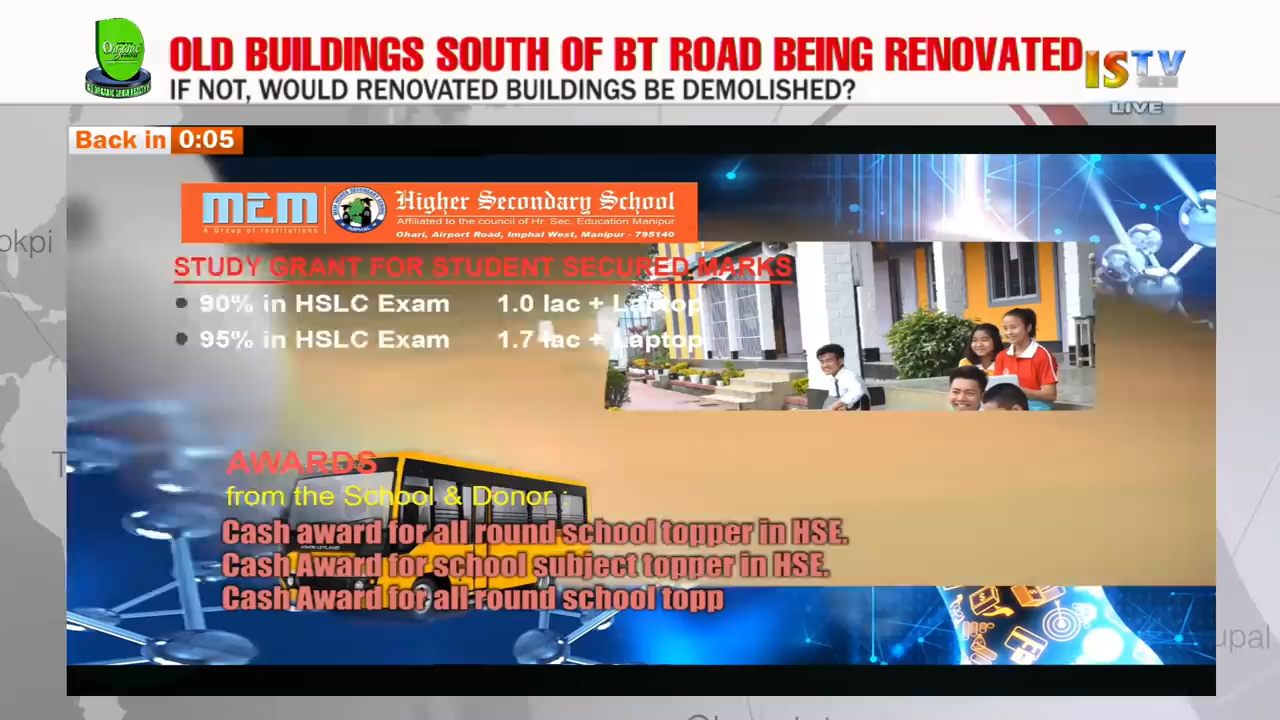 OLD BUILDINGS SOUTH OF BT ROAD BEING RENOVATED
IF NOT, WOULD RENOVATED BUILDINGS BE DEMOLISHED?
Organic
ISTV
LIVE
Back in 0:05
okpi
MEM
A Group of Institutions
Higher Secondary School
Affiliated to the council of Hr. Sec. Education Manipur
Ghari, Airport Road, Imphal West, Manipur - 795140
STUDY GRANT FOR STUDENT SECURED MARKS
90% in HSLC Exam 1.0 lac + Laptop
95% in HSLC Exam 1.7 lac + Laptop
T
AWARDS
from the School & Donor :
Cash award for all round school topper in HSE.
ASHOK LEYLAND
Cash Award for school subject topper in HSE.
Cash Award for all round school topp
upal